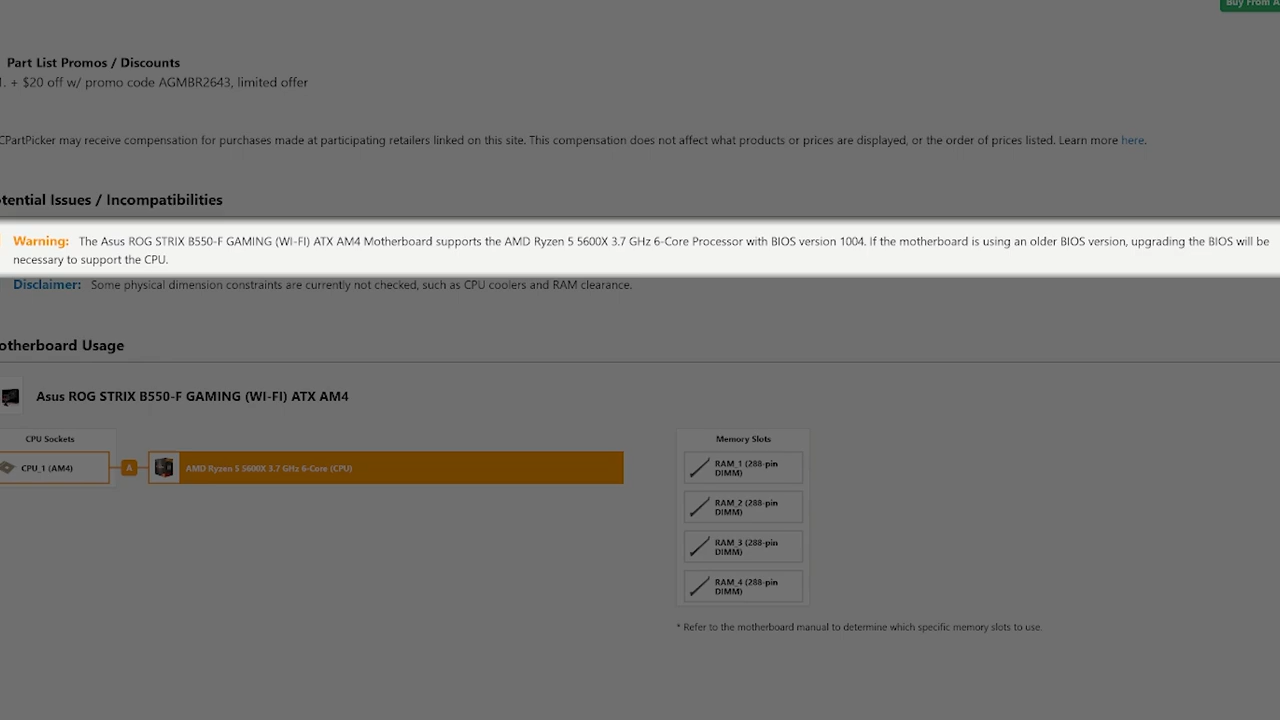 Buy From A
Part List Promos / Discounts
1. + $20 off w/ promo code AGMBR2643, limited offer
CPartPicker may receive compensation for purchases made at participating retailers linked on this site. This compensation does not affect what products or prices are displayed, or the order of prices listed. Learn more here.
otential Issues / Incompatibilities
Warning: The Asus ROG STRIX B550-F GAMING (WI-FI) ATX AM4 Motherboard supports the AMD Ryzen 5 5600X 3.7 GHz 6-Core Processor with BIOS version 1004. If the motherboard is using an older BIOS version, upgrading the BIOS will be
necessary to support the CPU.
Disclaimer: Some physical dimension constraints are currently not checked, such as CPU coolers and RAM clearance.
otherboard Usage
Asus ROG STRIX B550-F GAMING (WI-FI) ATX AM4
CPU Sockets
CPU_1 (AM4)
A
AMD Ryzen 5 5600X 3.7 GHz 6-Core (CPU)
Memory Slots
RAM_1 (288-pin
DIMM)
RAM_2 (288-pin
DIMM)
RAM_3 (288-pin
DIMM)
RAM_4 (288-pin
DIMM)
* Refer to the motherboard manual to determine which specific memory slots to use.